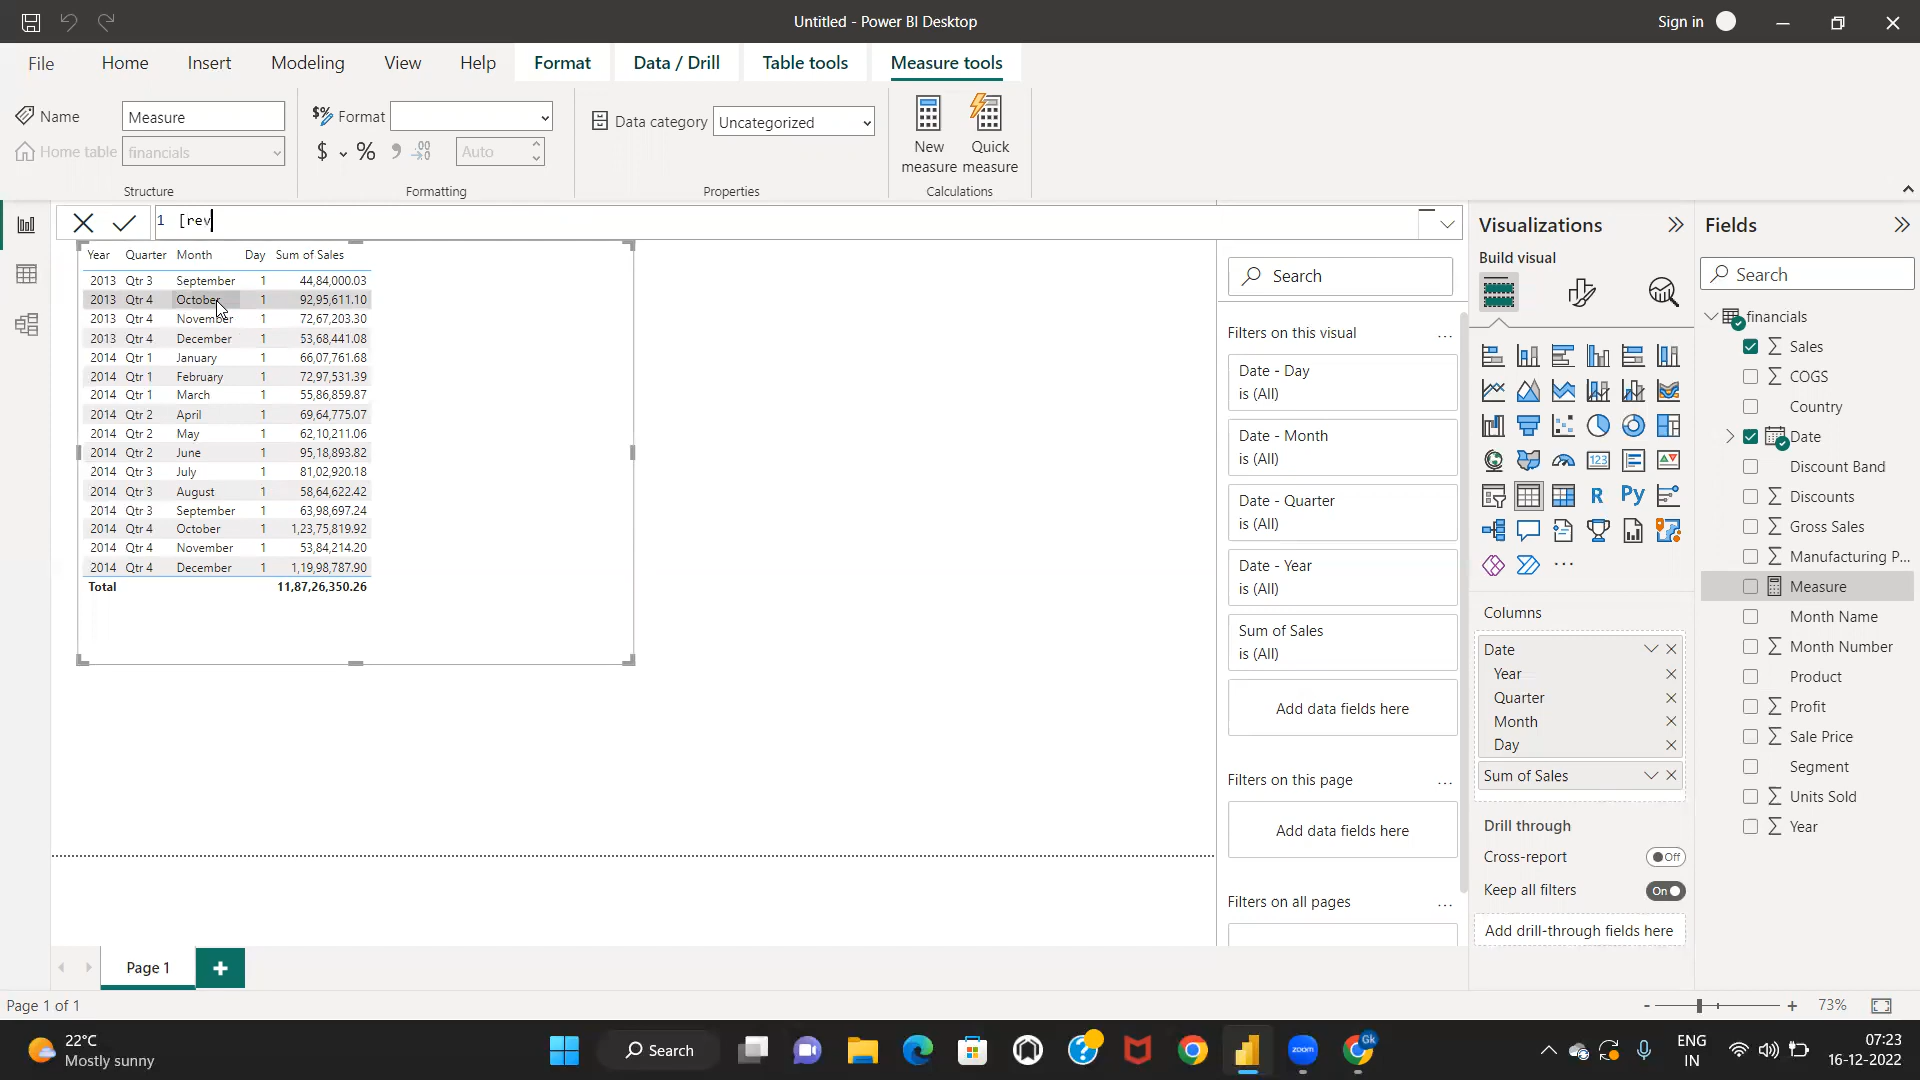 Untitled - Power BI Desktop
Sign in
File Home Insert Modeling View Help Format Data / Drill Table tools Measure tools
Name Measure
Home table financials
Structure
$% Format
$ % 9 .00 Auto
Formatting
Data category Uncategorized
Properties
New measure
Quick measure
Calculations
1 [rev
Year Quarter Month Day Sum of Sales
2013 Qtr 3 September 1 44,84,000.03
2013 Qtr 4 October 1 92,95,611.10
2013 Qtr 4 November 1 72,67,203.30
2013 Qtr 4 December 1 53,68,441.08
2014 Qtr 1 January 1 66,07,761.68
2014 Qtr 1 February 1 72,97,531.39
2014 Qtr 1 March 1 55,86,859.87
2014 Qtr 2 April 1 69,64,775.07
2014 Qtr 2 May 1 62,10,211.06
2014 Qtr 2 June 1 95,18,893.82
2014 Qtr 3 July 1 81,02,920.18
2014 Qtr 3 August 1 58,64,622.42
2014 Qtr 3 September 1 63,98,697.24
2014 Qtr 4 October 1 1,23,75,819.92
2014 Qtr 4 November 1 53,84,214.20
2014 Qtr 4 December 1 1,19,98,787.90
Total 11,87,26,350.26
Search
Filters on this visual ...
Date - Day
is (All)
Date - Month
is (All)
Date - Quarter
is (All)
Date - Year
is (All)
Sum of Sales
is (All)
Add data fields here
Filters on this page ...
Add data fields here
Filters on all pages ...
Visualizations
Build visual
123
R Py
...
Columns
Date
Year
Quarter
Month
Day
Sum of Sales
Drill through
Cross-report Off
Keep all filters On
Add drill-through fields here
Fields
Search
financials
Sales
COGS
Country
Date
Discount Band
Discounts
Gross Sales
Manufacturing P...
Measure
Month Name
Month Number
Product
Profit
Sale Price
Segment
Units Sold
Year
Page 1
Page 1 of 1
- + 73%
22°C
Mostly sunny
Search
zoom
Gk
ENG
IN
07:23
16-12-2022